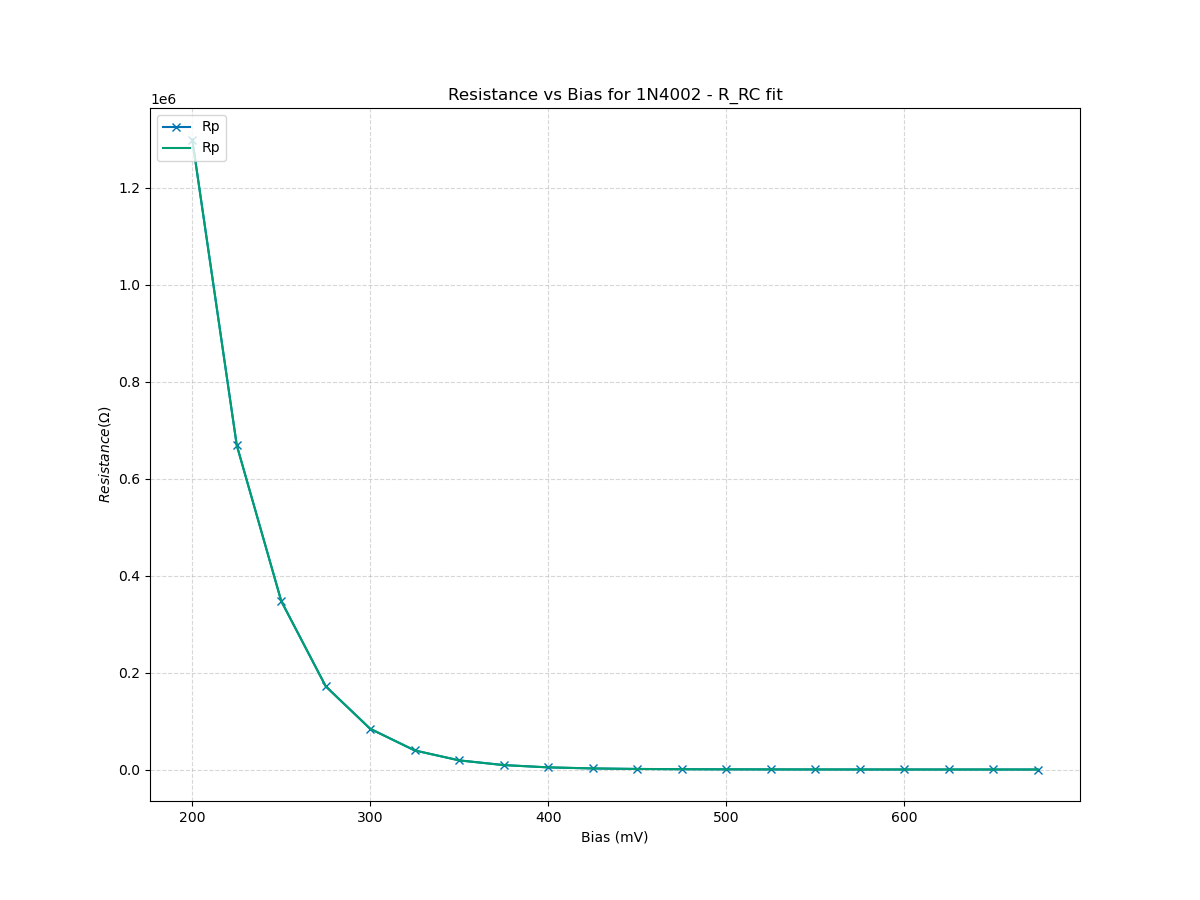 Resistance vs Bias for 1N4002 - R_RC fit
1e6
Rp
Rp
1.2
1.0
0.8
0.6
0.4
0.2
0.0
Resistance(Ω)
200 300 400 500 600
Bias (mV)